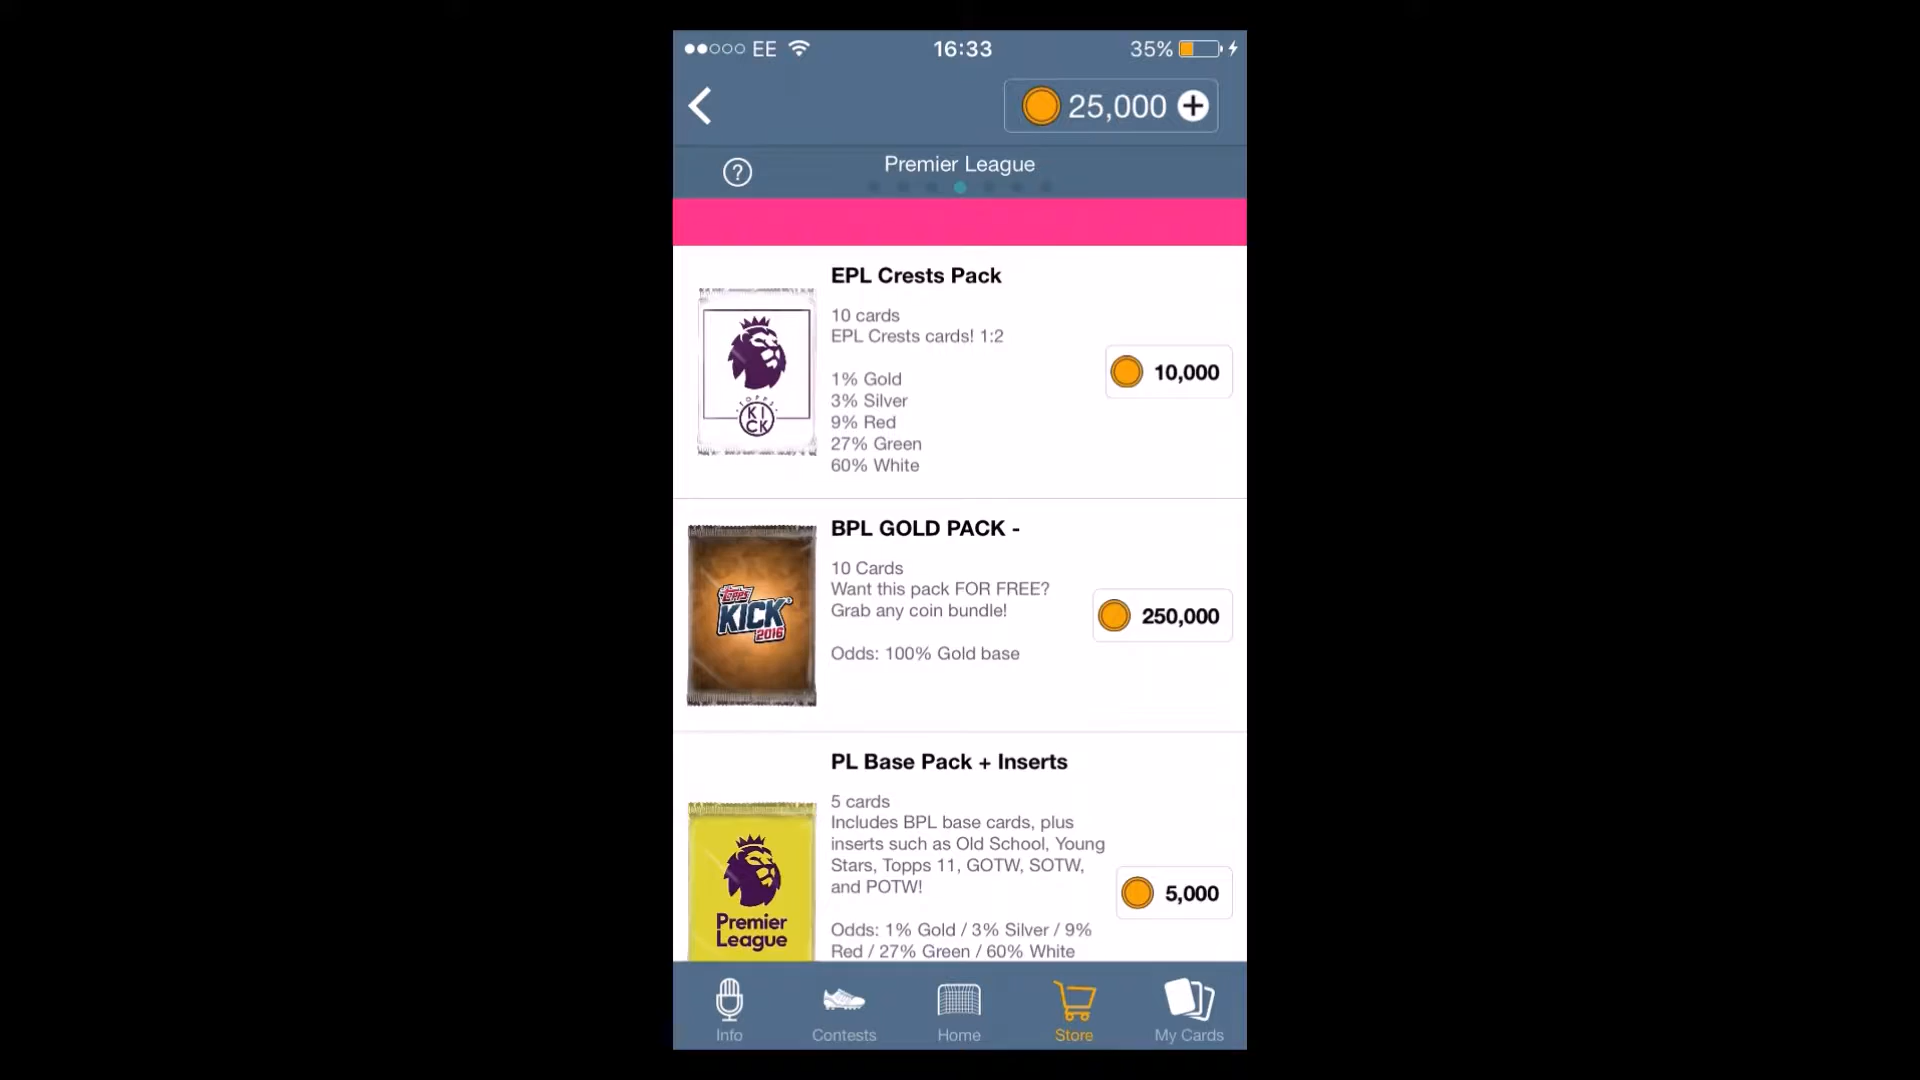 EE 16:33 35%
25,000
?
Premier League
EPL Crests Pack
10 cards
EPL Crests cards! 1:2
1% Gold
3% Silver
9% Red
27% Green
60% White
10,000
TOPPS
KI
CK
BPL GOLD PACK -
10 Cards
Want this pack FOR FREE?
Grab any coin bundle!
Odds: 100% Gold base
250,000
TOPPS
KICK
2016
PL Base Pack + Inserts
5 cards
Includes BPL base cards, plus
inserts such as Old School, Young
Stars, Topps 11, GOTW, SOTW,
and POTW!
Odds: 1% Gold / 3% Silver / 9%
Red / 27% Green / 60% White
5,000
Premier
League
Info
Contests
Home
Store
My Cards